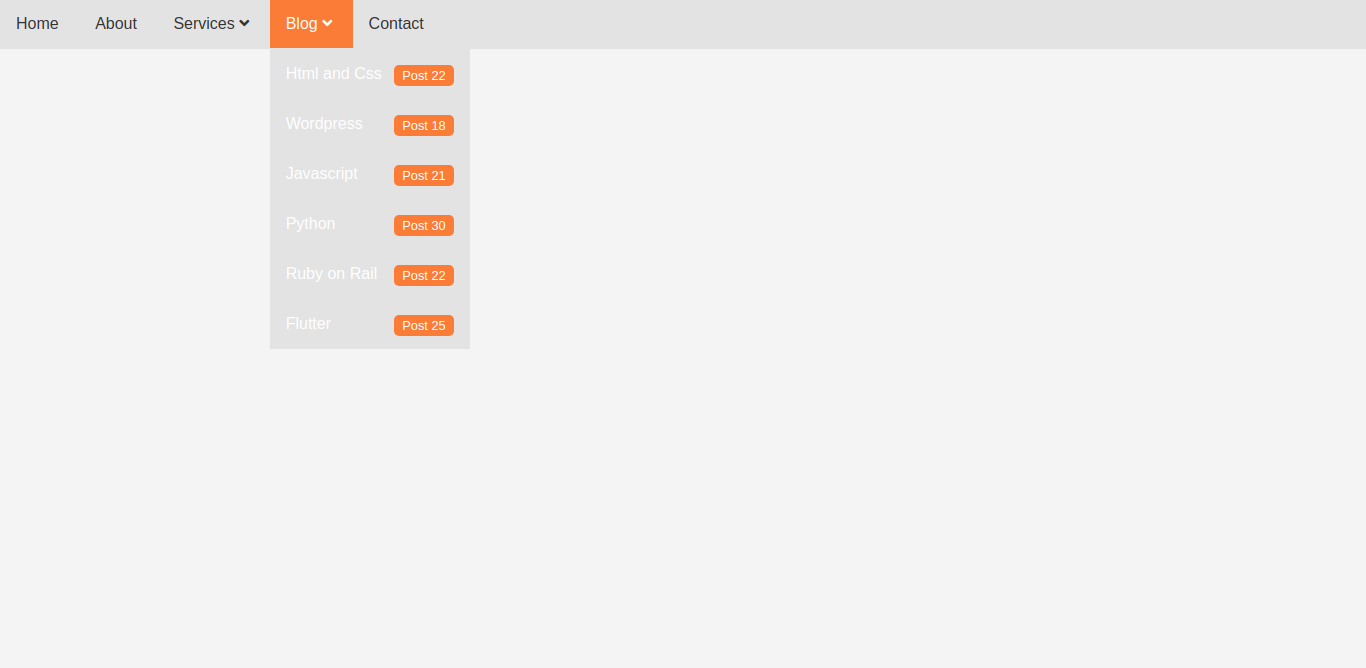 Home About Services Blog Contact
Html and Css Post 22
Wordpress Post 18
Javascript Post 21
Python Post 30
Ruby on Rail Post 22
Flutter Post 25